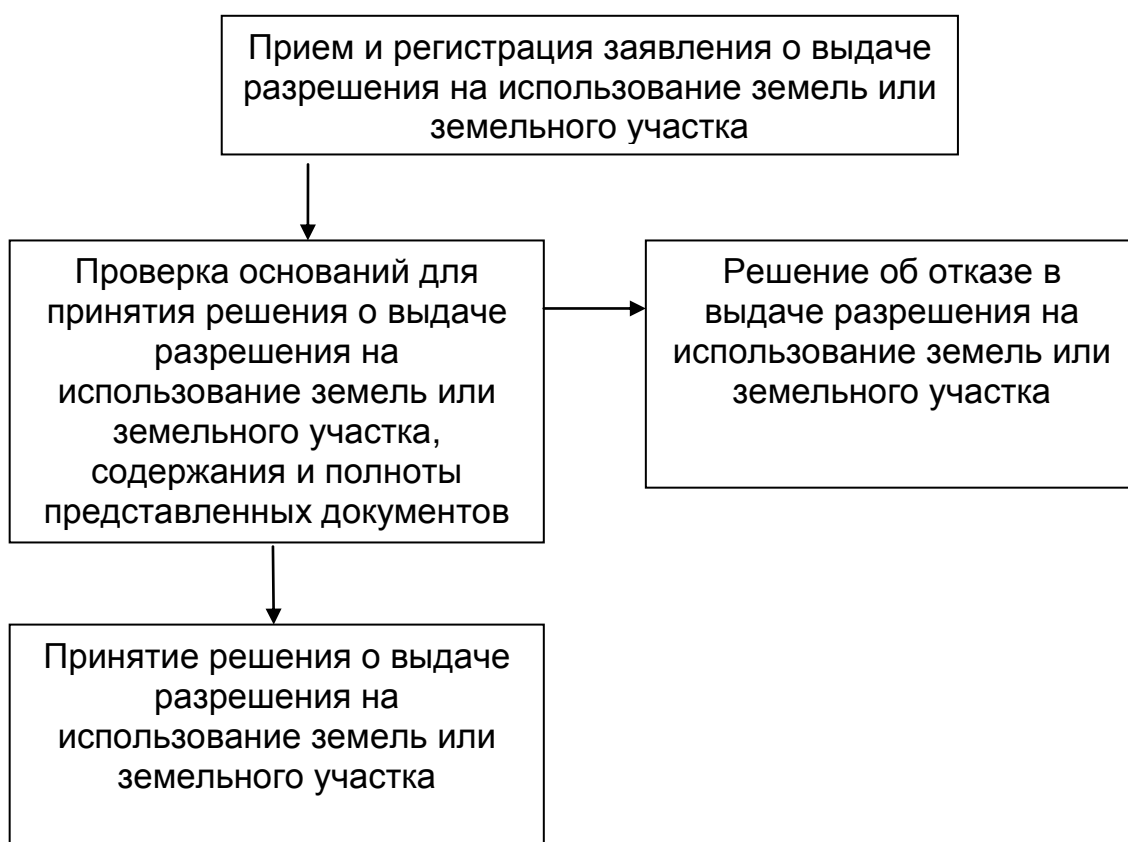 Прием и регистрация заявления о выдаче
разрешения на использование земель или
земельного участка
Проверка оснований для
принятия решения о выдаче
разрешения на
использование земель или
земельного участка,
содержания и полноты
представленных документов
Решение об отказе в
выдаче разрешения на
использование земель или
земельного участка
Принятие решения о выдаче
разрешения на
использование земель или
земельного участка